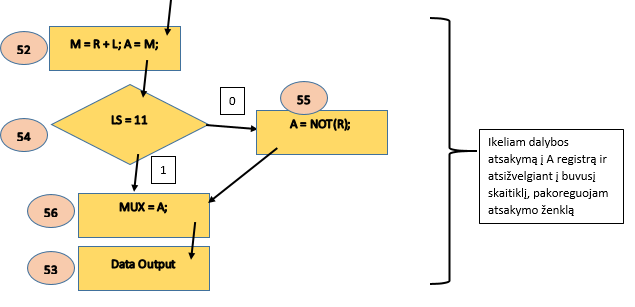 52
M = R + L; A = M;
55
0
54
LS = 11
A = NOT(R);
1
56
MUX = A;
53
Data Output
Ikeliam dalybos
atsakymą į A registrą ir
atsižvelgiant į buvusį
skaitiklį, pakoreguojam
atsakymo ženklą